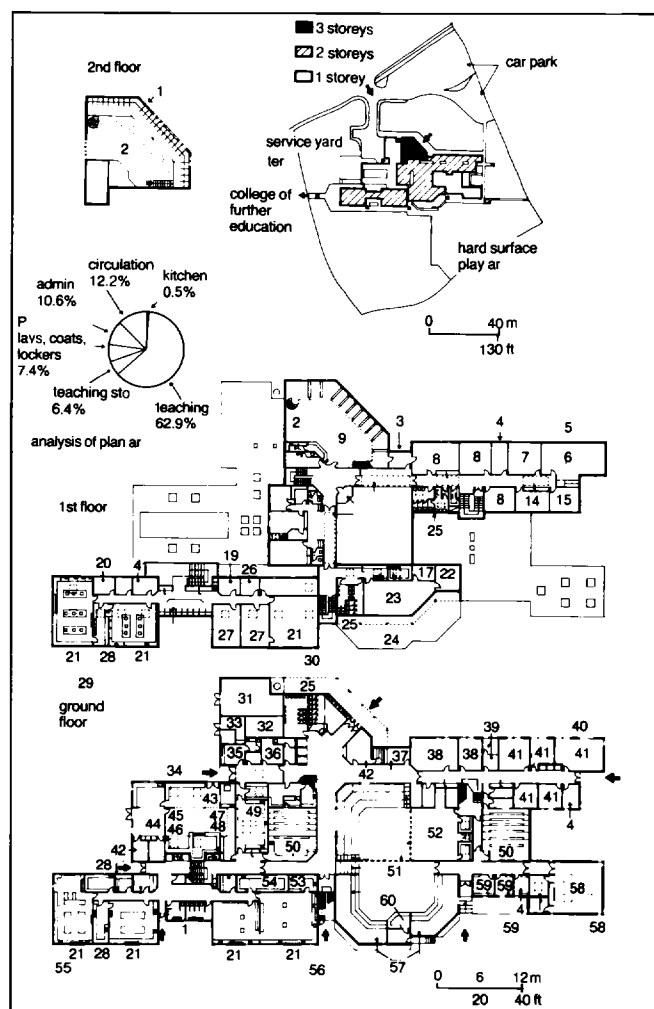 3 storeys
2 storeys
1 storey
car park
2nd floor
1
2
service yard
ter
college of
further
education
hard surface
play ar
0 40 m
130 ft
circulation
12.2%
kitchen
0.5%
admin
10.6%
P
lavs, coats,
lockers
7.4%
teaching sto
6.4%
teaching
62.9%
analysis of plan ar
2
9
3
4
5
8 8 7 6
25 8 14 15
1st floor
20 4 19 26
17 22
23
25
24
21 28 21 27 27 21
30
29
ground
floor
25
31
33 32
35 36
42 37
38 38 39 41 41 40 41
34
43
44 45 46 47 48 49
50
42
52
41 41 4
50
28
54 53
51
60
59 59 4 58
21 28 21 1 21 21
55 56 57 59 58
0 6 12 m
20 40 ft